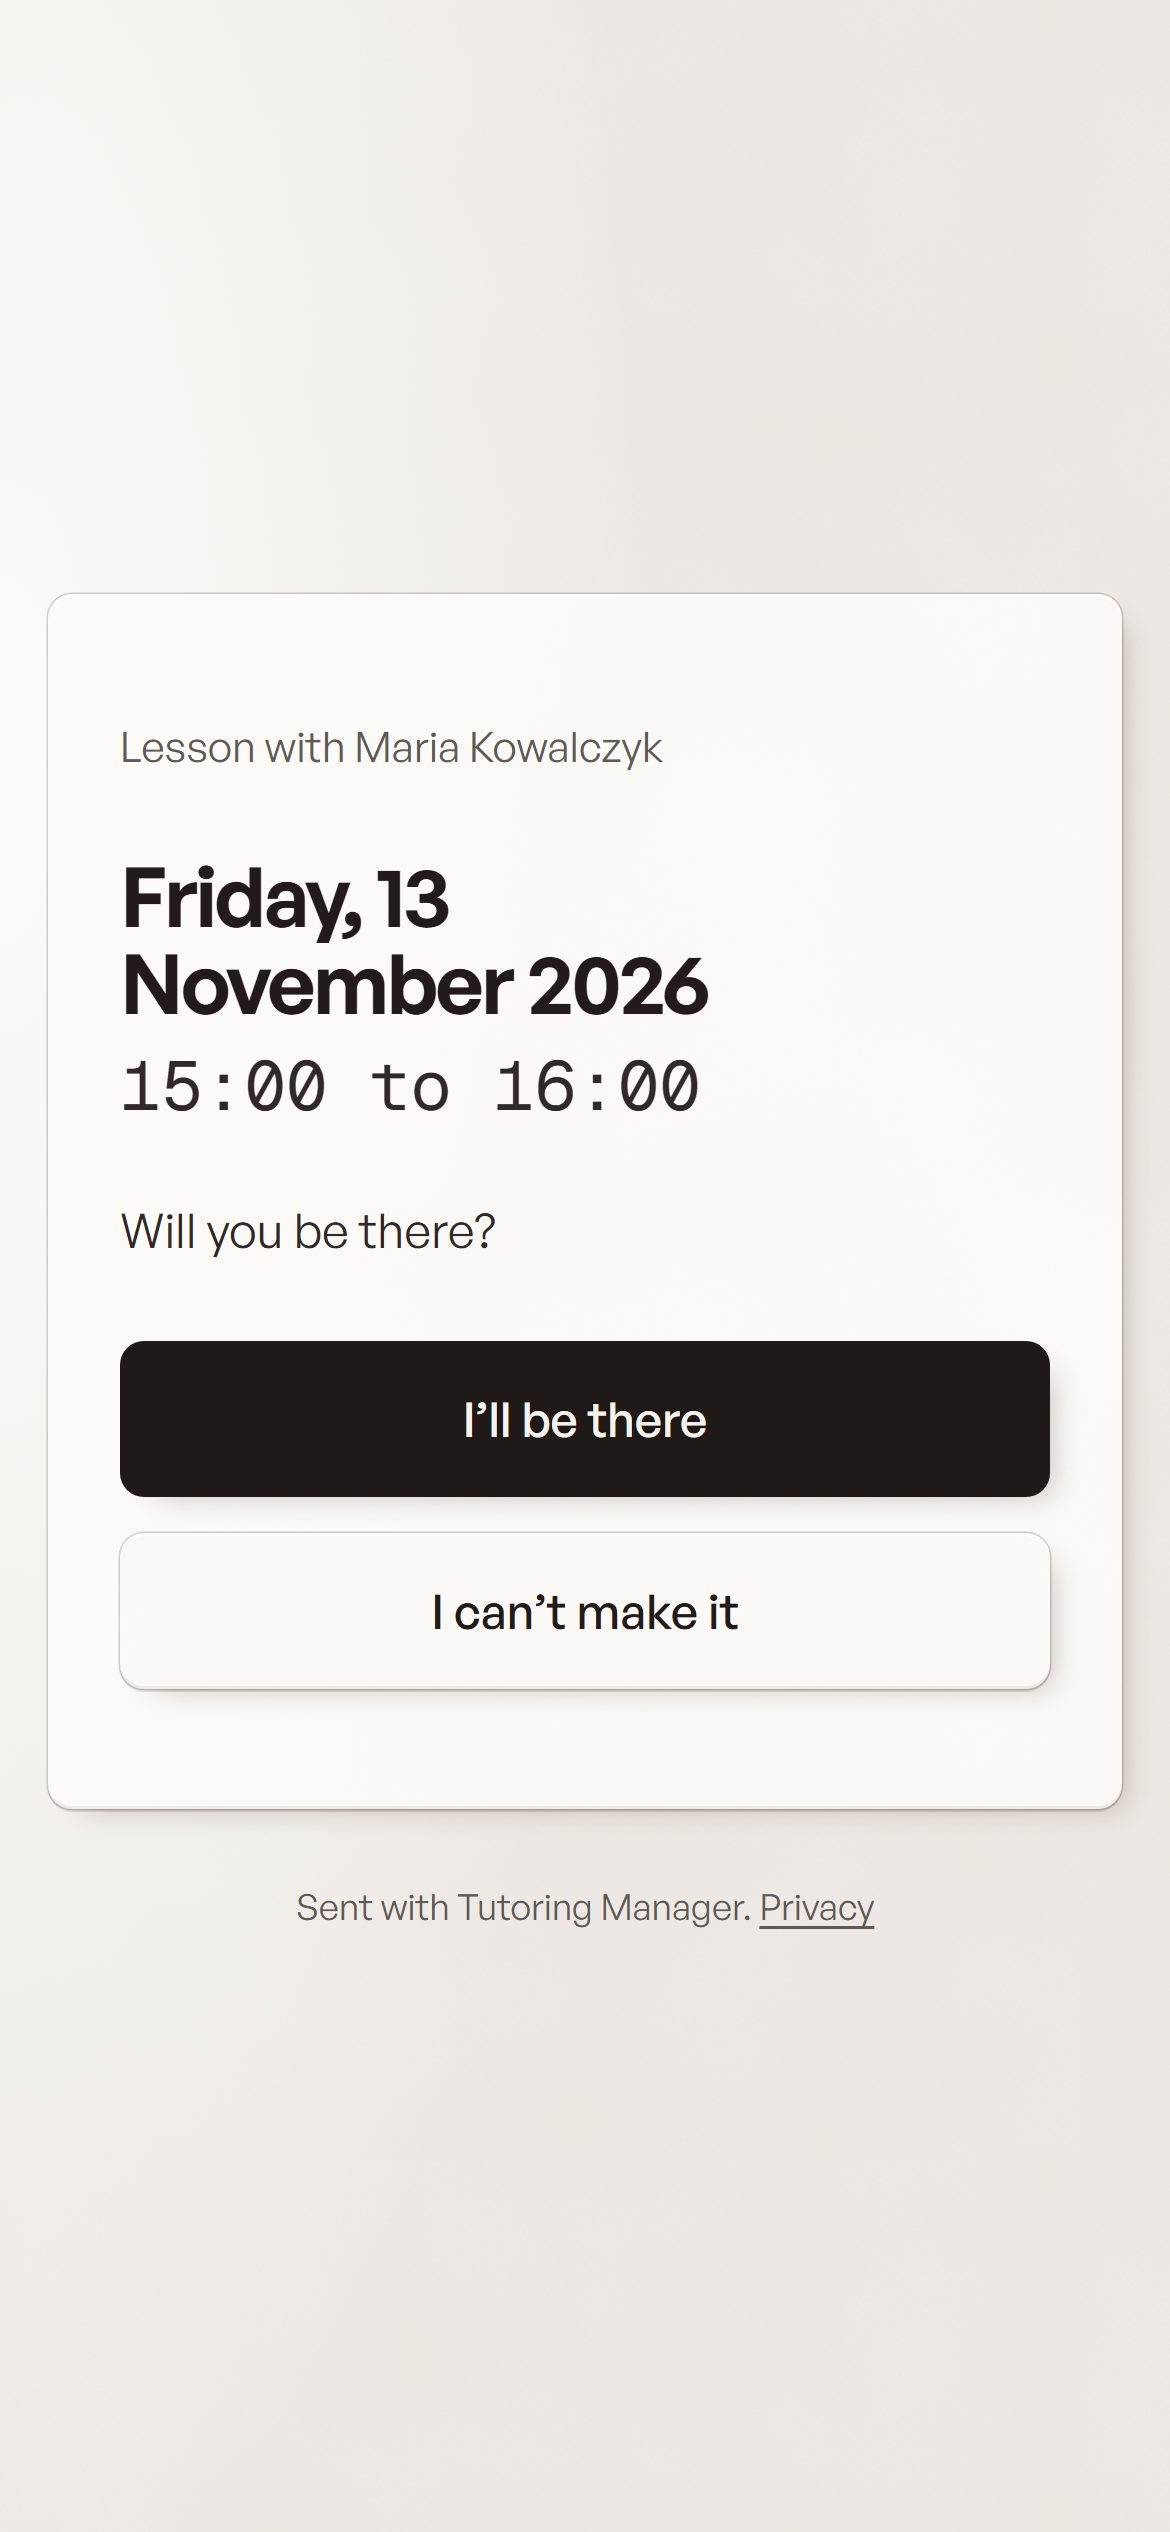 Lesson with Maria Kowalczyk
Friday, 13
November 2026
15:00 to 16:00
Will you be there?
I’ll be there
I can’t make it
Sent with Tutoring Manager. Privacy